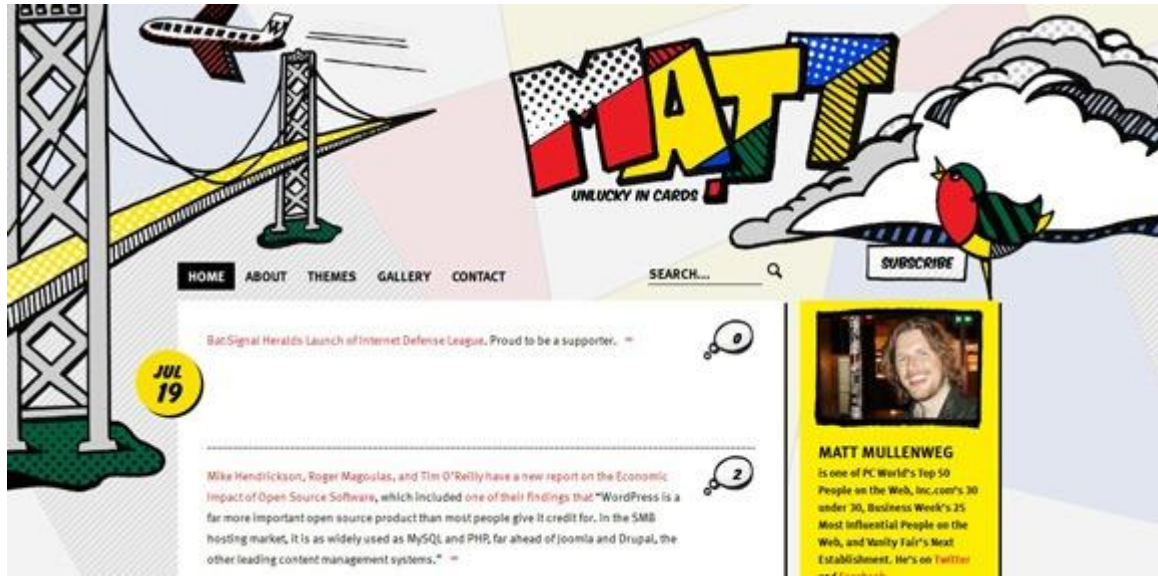 W
MATT
UNLUCKY IN CARDS
HOME ABOUT THEMES GALLERY CONTACT
SEARCH...
SUBSCRIBE
Bat Signal Heralds Launch of Internet Defense League. Proud to be a supporter. ∞
0
JUL
19
Mike Hendrickson, Roger Magoulas, and Tim O'Reilly have a new report on the Economic
Impact of Open Source Software, which included one of their findings that "WordPress is a
far more important open source product than most people give it credit for. In the SMB
hosting market, it is as widely used as MySQL and PHP, far ahead of Joomla and Drupal, the
other leading content management systems." ∞
2
MATT MULLENWEG
is one of PC World's Top 50
People on the Web, Inc.com's 30
under 30, Business Week's 25
Most Influential People on the
Web, and Vanity Fair's Next
Establishment. He's on Twitter
and Facebook